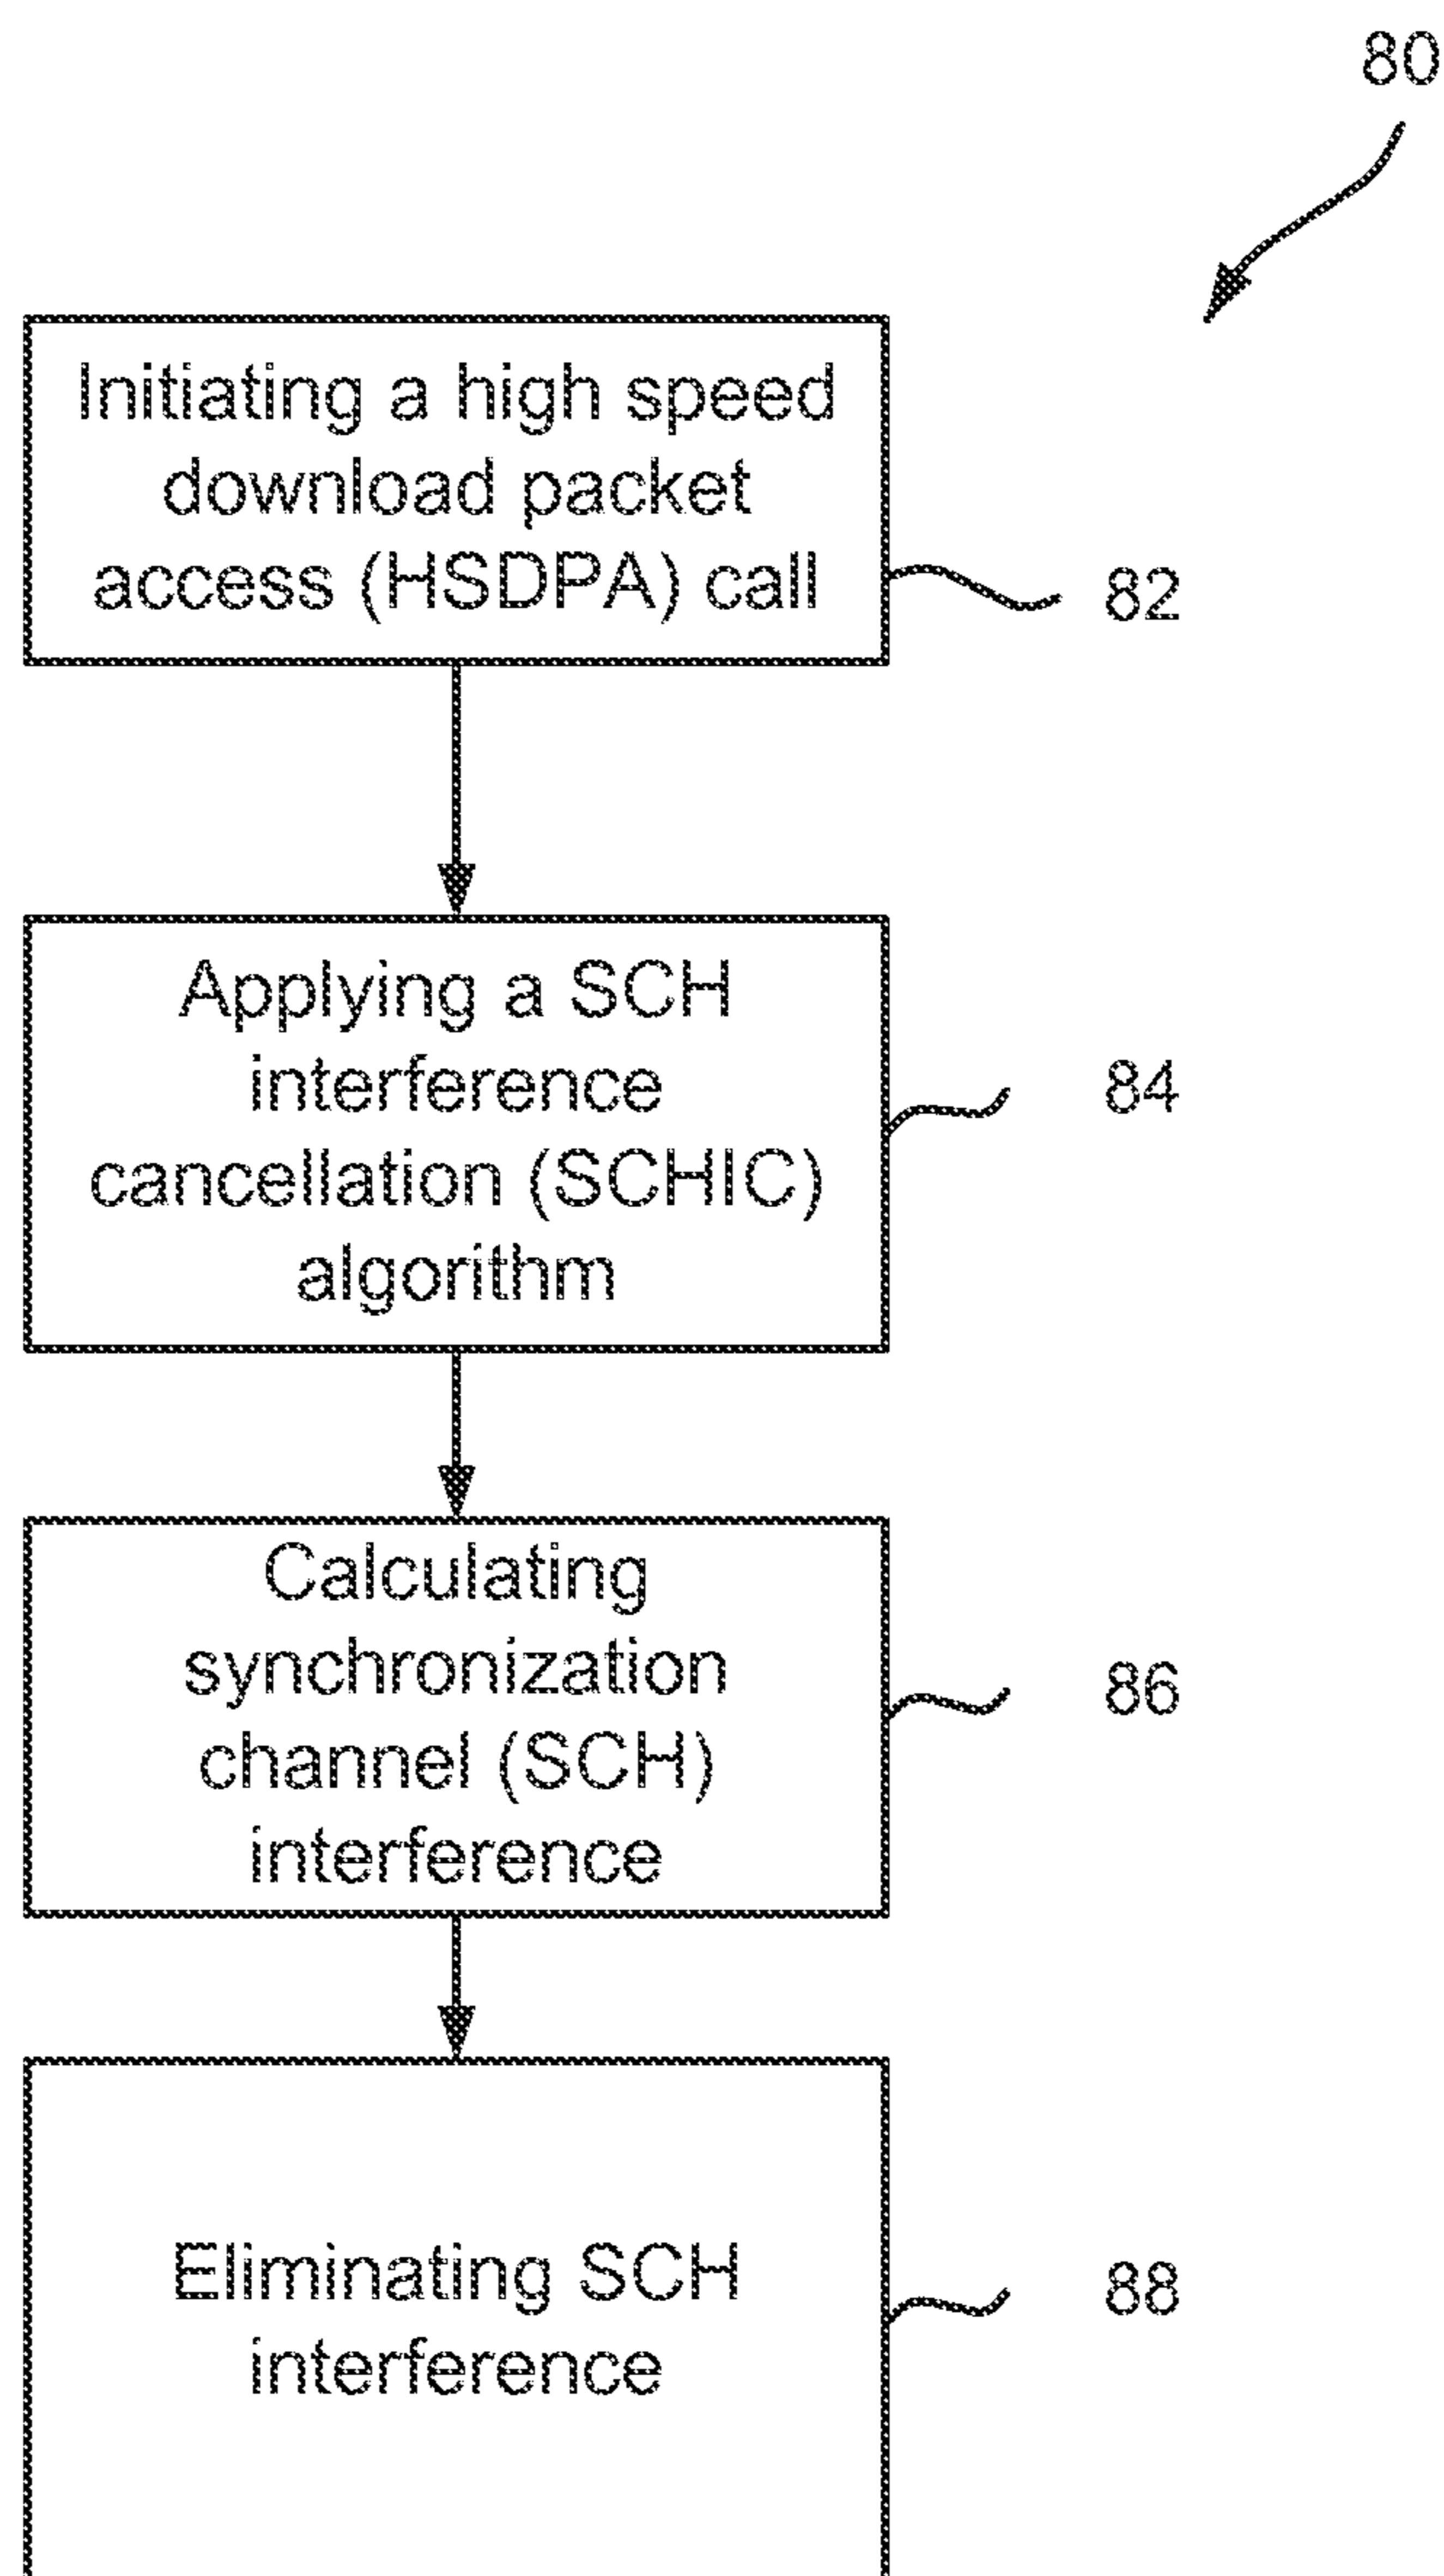 80
Initiating a high speed
download packet
access (HSDPA) call
82
Applying a SCH
interference
cancellation (SCHIC)
algorithm
84
Calculating
synchronization
channel (SCH)
interference
86
Eliminating SCH
interference
88